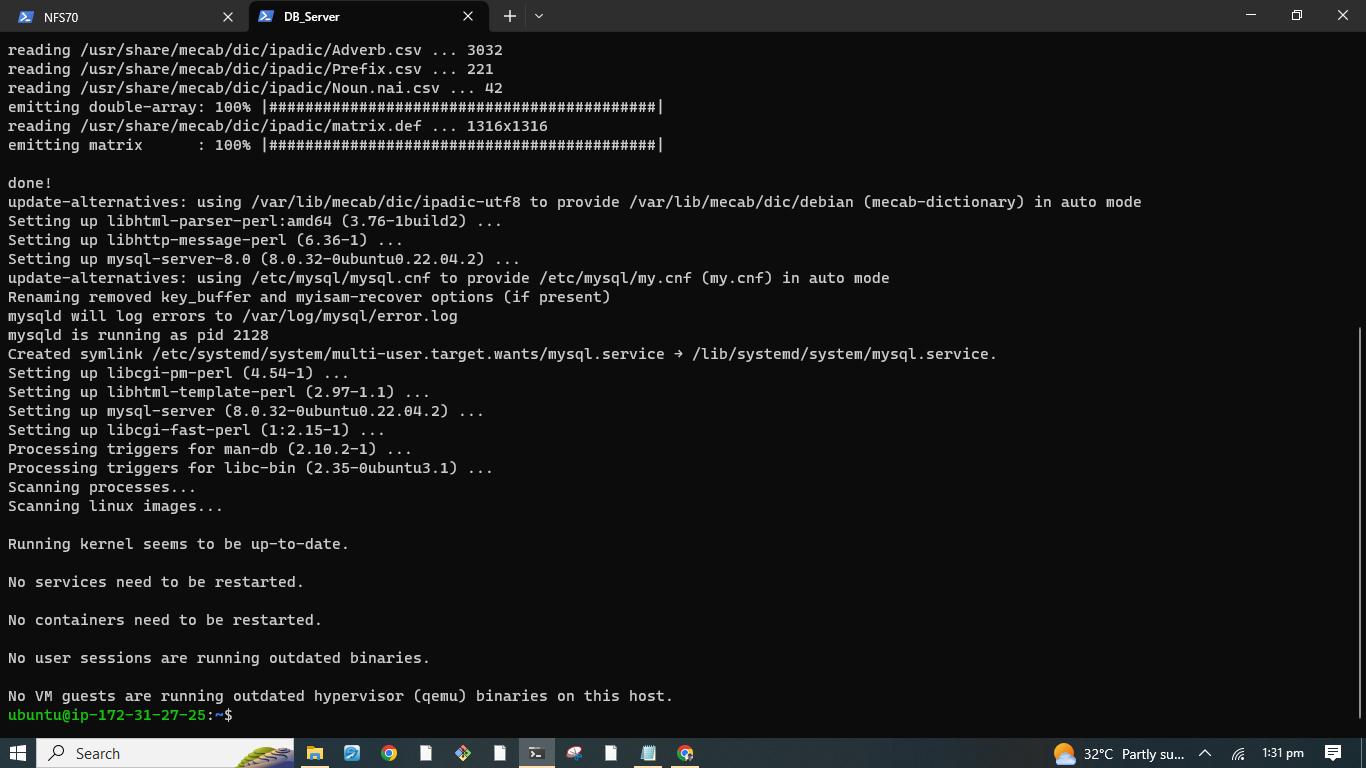 NFS70
DB_Server
reading /usr/share/mecab/dic/ipadic/Adverb.csv ... 3032
reading /usr/share/mecab/dic/ipadic/Prefix.csv ... 221
reading /usr/share/mecab/dic/ipadic/Noun.nai.csv ... 42
emitting double-array: 100% |###########################################|
reading /usr/share/mecab/dic/ipadic/matrix.def ... 1316x1316
emitting matrix      : 100% |###########################################|
done!
update-alternatives: using /var/lib/mecab/dic/ipadic-utf8 to provide /var/lib/mecab/dic/debian (mecab-dictionary) in auto mode
Setting up libhtml-parser-perl:amd64 (3.76-1build2) ...
Setting up libhttp-message-perl (6.36-1) ...
Setting up mysql-server-8.0 (8.0.32-0ubuntu0.22.04.2) ...
update-alternatives: using /etc/mysql/mysql.cnf to provide /etc/mysql/my.cnf (my.cnf) in auto mode
Renaming removed key_buffer and myisam-recover options (if present)
mysqld will log errors to /var/log/mysql/error.log
mysqld is running as pid 2128
Created symlink /etc/systemd/system/multi-user.target.wants/mysql.service → /lib/systemd/system/mysql.service.
Setting up libcgi-pm-perl (4.54-1) ...
Setting up libhtml-template-perl (2.97-1.1) ...
Setting up mysql-server (8.0.32-0ubuntu0.22.04.2) ...
Setting up libcgi-fast-perl (1:2.15-1) ...
Processing triggers for man-db (2.10.2-1) ...
Processing triggers for libc-bin (2.35-0ubuntu3.1) ...
Scanning processes...
Scanning linux images...
Running kernel seems to be up-to-date.
No services need to be restarted.
No containers need to be restarted.
No user sessions are running outdated binaries.
No VM guests are running outdated hypervisor (qemu) binaries on this host.
ubuntu@ip-172-31-27-25:~$
Search
32°C Partly su...
1:31 pm